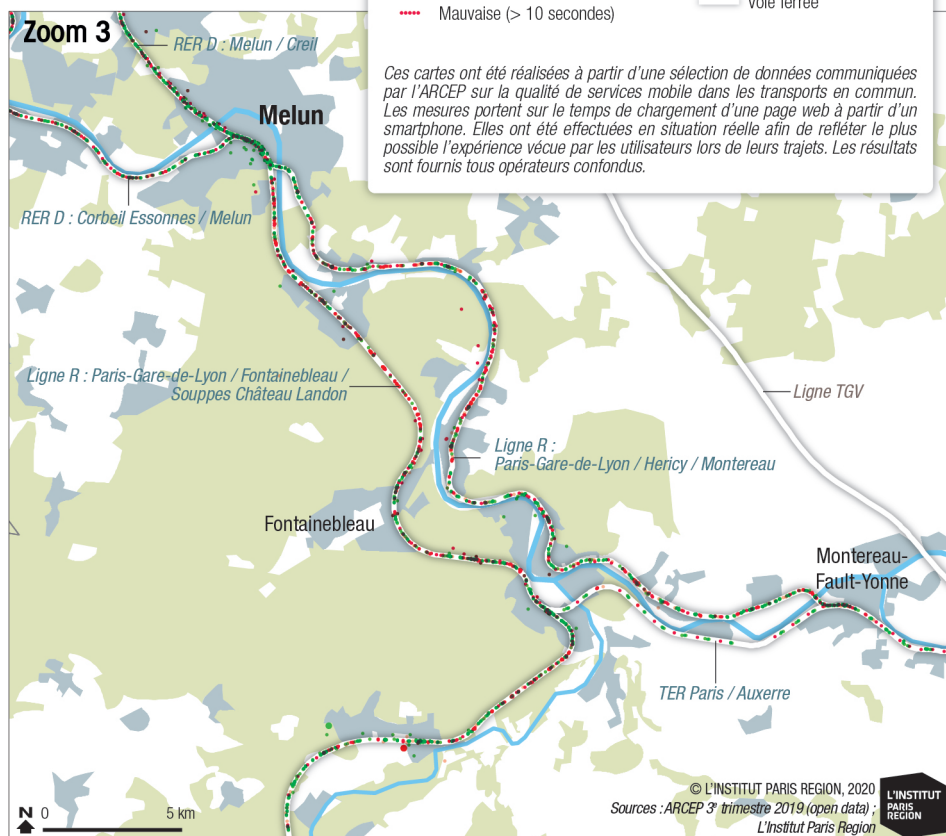 Mauvaise (> 10 secondes)
Voie ferrée
Zoom 3
RER D : Melun / Creil
Ces cartes ont été réalisées à partir d'une sélection de données communiquées
par l'ARCEP sur la qualité de services mobile dans les transports en commun.
Les mesures portent sur le temps de chargement d'une page web à partir d'un
smartphone. Elles ont été effectuées en situation réelle afin de refléter le plus
possible l'expérience vécue par les utilisateurs lors de leurs trajets. Les résultats
sont fournis tous opérateurs confondus.
Melun
RER D : Corbeil Essonnes / Melun
Ligne R : Paris-Gare-de-Lyon / Fontainebleau /
Souppes Château Landon
Ligne TGV
Ligne R :
Paris-Gare-de-Lyon / Hericy / Montereau
Fontainebleau
Montereau-
Fault-Yonne
TER Paris / Auxerre
N 0 5 km
© L'INSTITUT PARIS REGION, 2020
Sources : ARCEP 3e trimestre 2019 (open data) ;
L'Institut Paris Region
L'INSTITUT
PARIS
REGION